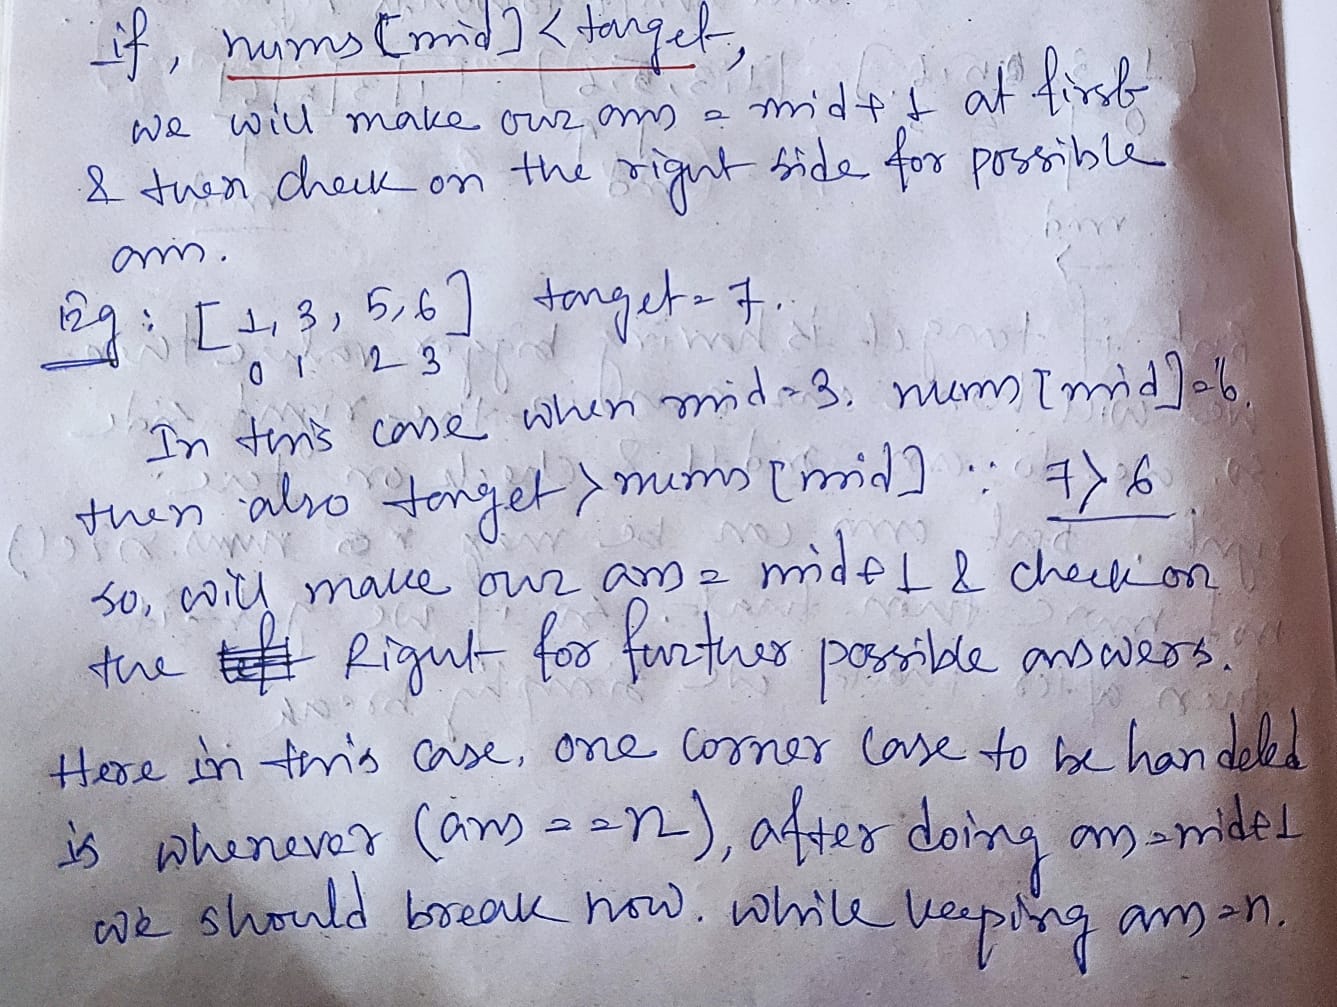 if, nums[mid] < target,
we will make our ans = mid + 1 at first
& then check on the right side for possible
ans.
Eg: [1, 3, 5, 6] target = 7.
0 1 2 3
In this case when mid = 3. nums[mid] = 6.
then also target > nums[mid] ∵ 7 > 6
so, will make our ans = mid + 1 & check on
the Right for further possible answers.
Here in this case, one corner case to be handeled
is whenever (ans == n), after doing ans = mid + 1
we should break now. while keeping ans = n.